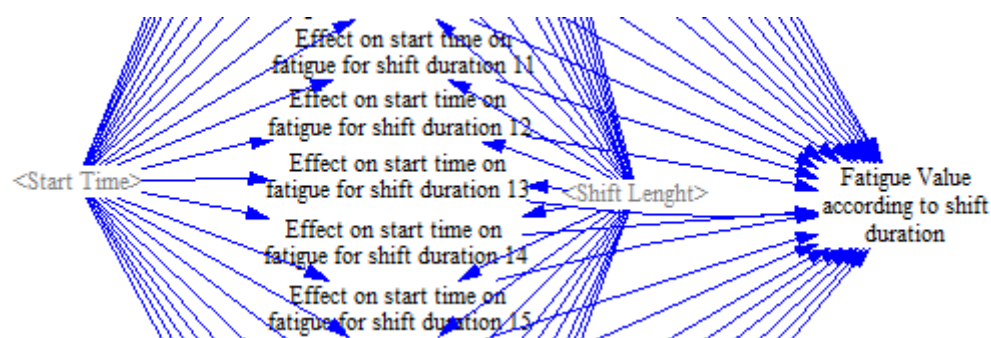 Effect on start time on
fatigue for shift duration 11
Effect on start time on
fatigue for shift duration 12
Effect on start time on
fatigue for shift duration 13
Effect on start time on
fatigue for shift duration 14
Effect on start time on
fatigue for shift duration 15
<Start Time>
<Shift Lenght>
Fatigue Value
according to shift
duration